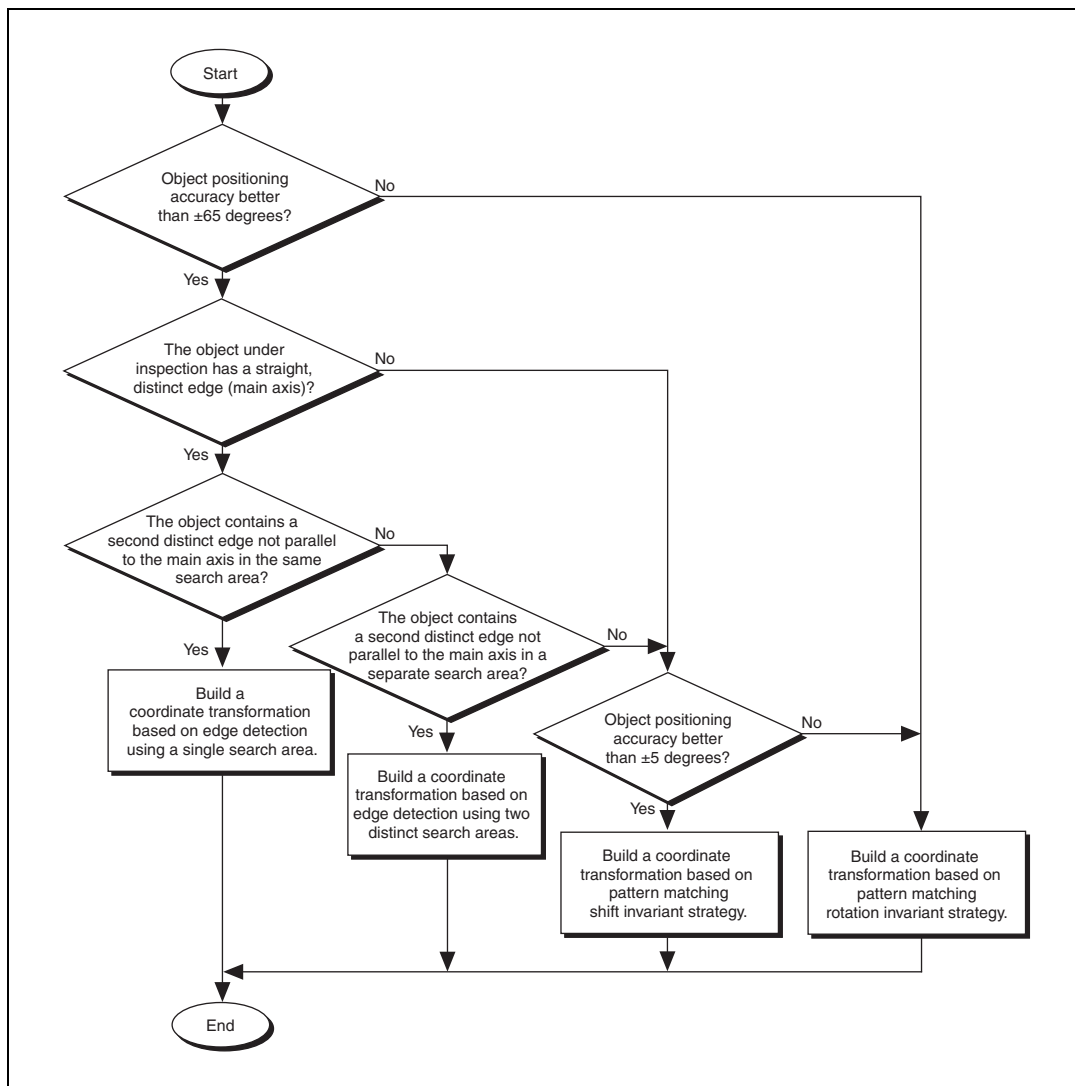 Start
Object positioning
accuracy better
than ±65 degrees?
No
Yes
The object under
inspection has a straight,
distinct edge (main axis)?
No
Yes
The object contains a
second distinct edge not parallel
to the main axis in the same
search area?
No
Yes
The object contains
a second distinct edge not
parallel to the main axis in a
separate search area?
No
Yes
Build a
coordinate transformation
based on edge detection
using a single search area.
Object positioning
accuracy better
than ±5 degrees?
No
Yes
Build a coordinate
transformation based on
edge detection using two
distinct search areas.
Build a coordinate
transformation based on
pattern matching
shift invariant strategy.
Build a coordinate
transformation based on
pattern matching
rotation invariant strategy.
End